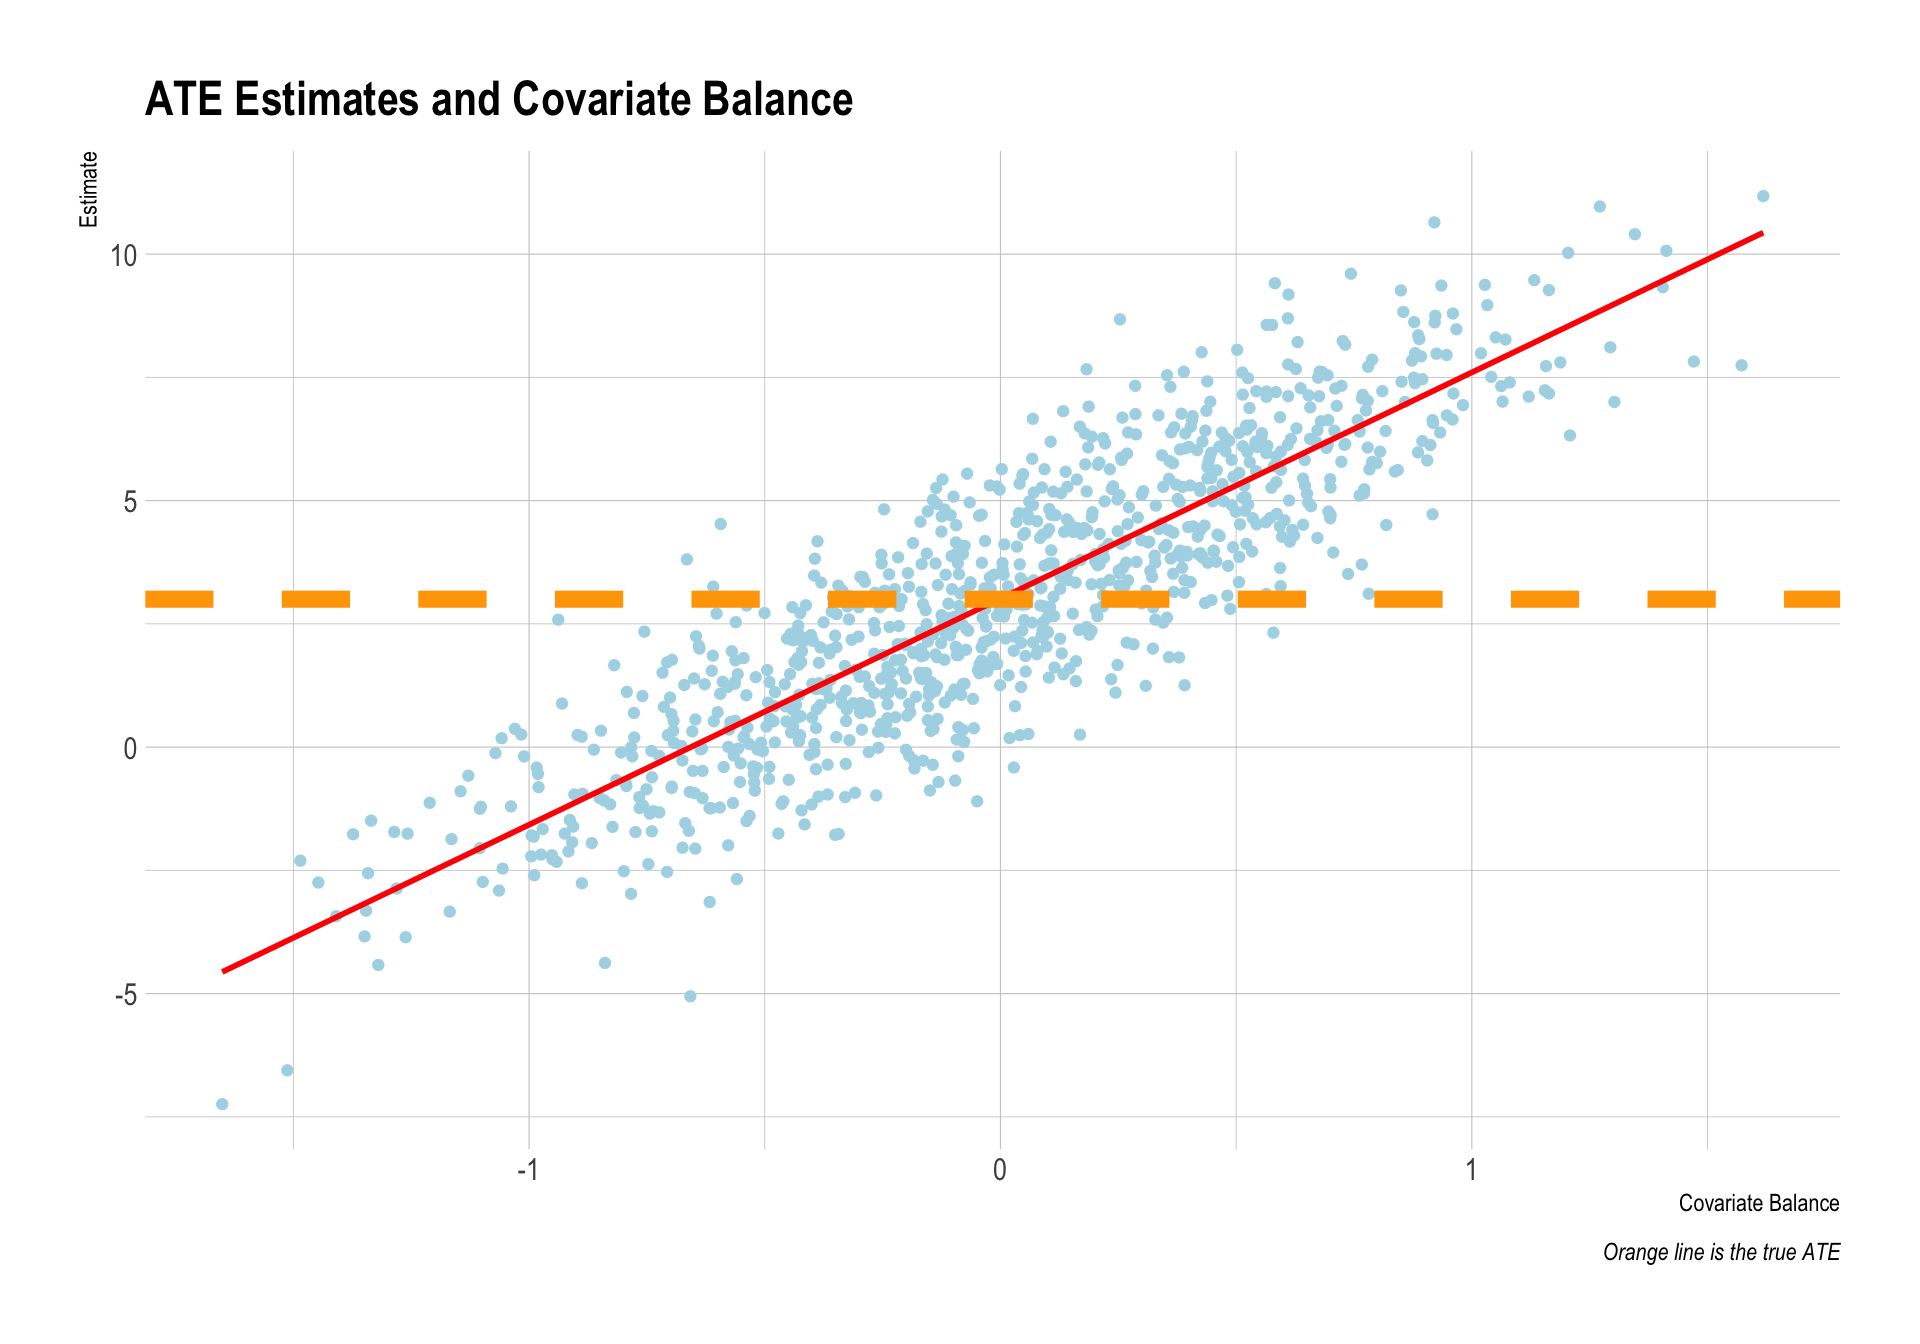 ATE Estimates and Covariate Balance
Estimate
10
5
0
-5
-1
0
1
Covariate Balance
Orange line is the true ATE